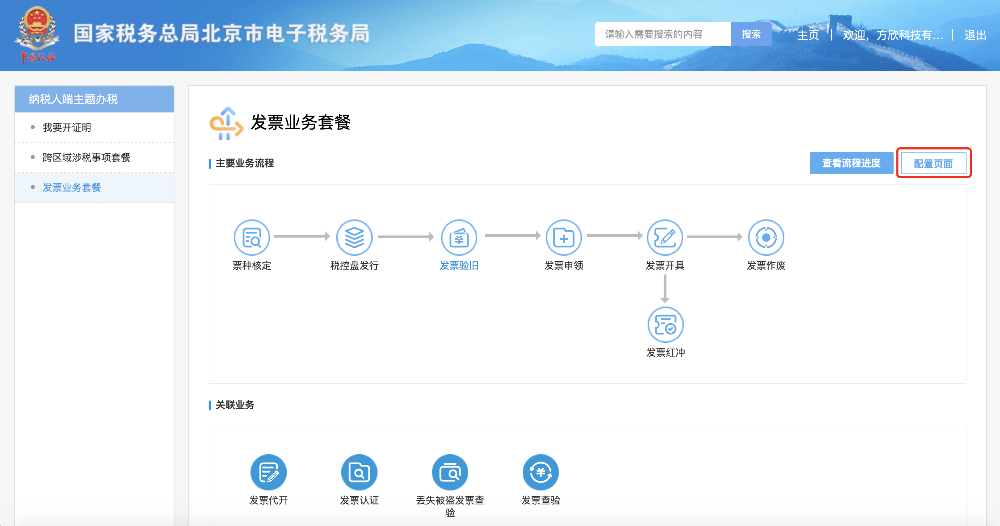 国家税务总局北京市电子税务局
中国税务
请输入需要搜索的内容 搜索 主页 | 欢迎，方欣科技有... | 退出
纳税人端主题办税
我要开证明
跨区域涉税事项套餐
发票业务套餐
发票业务套餐
主要业务流程
查看流程进度 配置页面
票种核定 税控盘发行 发票验旧 发票申领 发票开具 发票作废
发票红冲
关联业务
发票代开 发票认证 丢失被盗发票查 发票查验
验